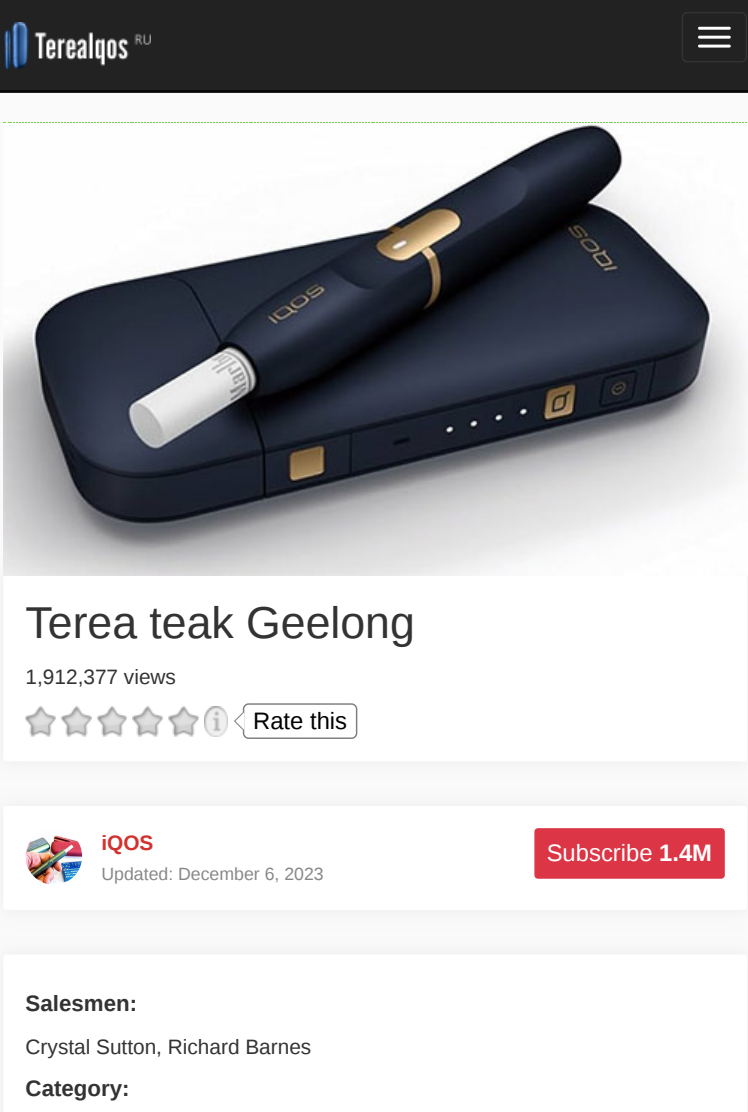 TereaIqos RU
IQOS
IQOS
Terea teak Geelong
1,912,377 views
Rate this
iQOS
Updated: December 6, 2023
Subscribe 1.4M
Salesmen:
Crystal Sutton, Richard Barnes
Category: